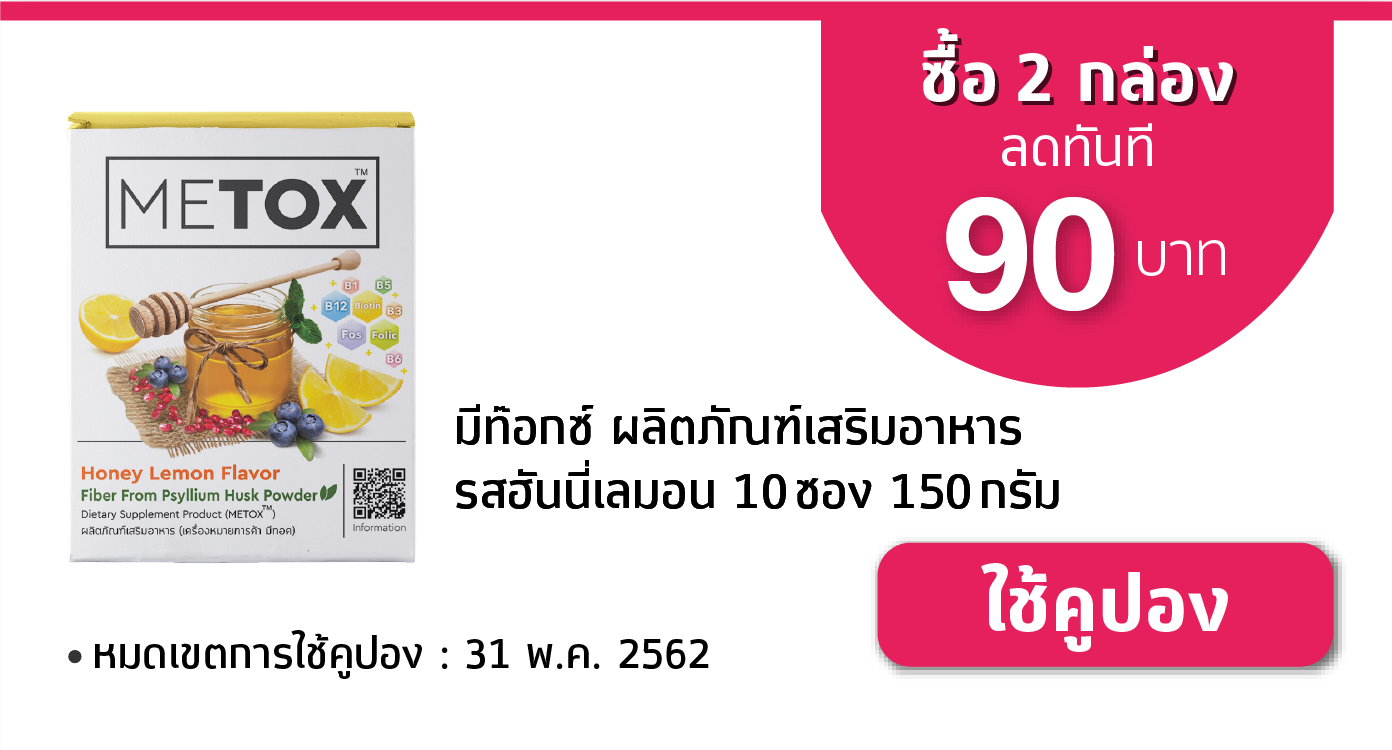 ซื้อ 2 กล่อง
ลดทันที
90 บาท
METOX™
B1 B5
B12 Biotin B3
Fos Folic
B6
Honey Lemon Flavor
Fiber From Psyllium Husk Powder
Dietary Supplement Product (METOX™)
ผลิตภัณฑ์เสริมอาหาร (เครื่องหมายการค้า มีทอค)
Information
มีท๊อกซ์ ผลิตภัณฑ์เสริมอาหาร
รสฮันนี่เลมอน 10 ซอง 150 กรัม
ใช้คูปอง
• หมดเขตการใช้คูปอง : 31 พ.ค. 2562